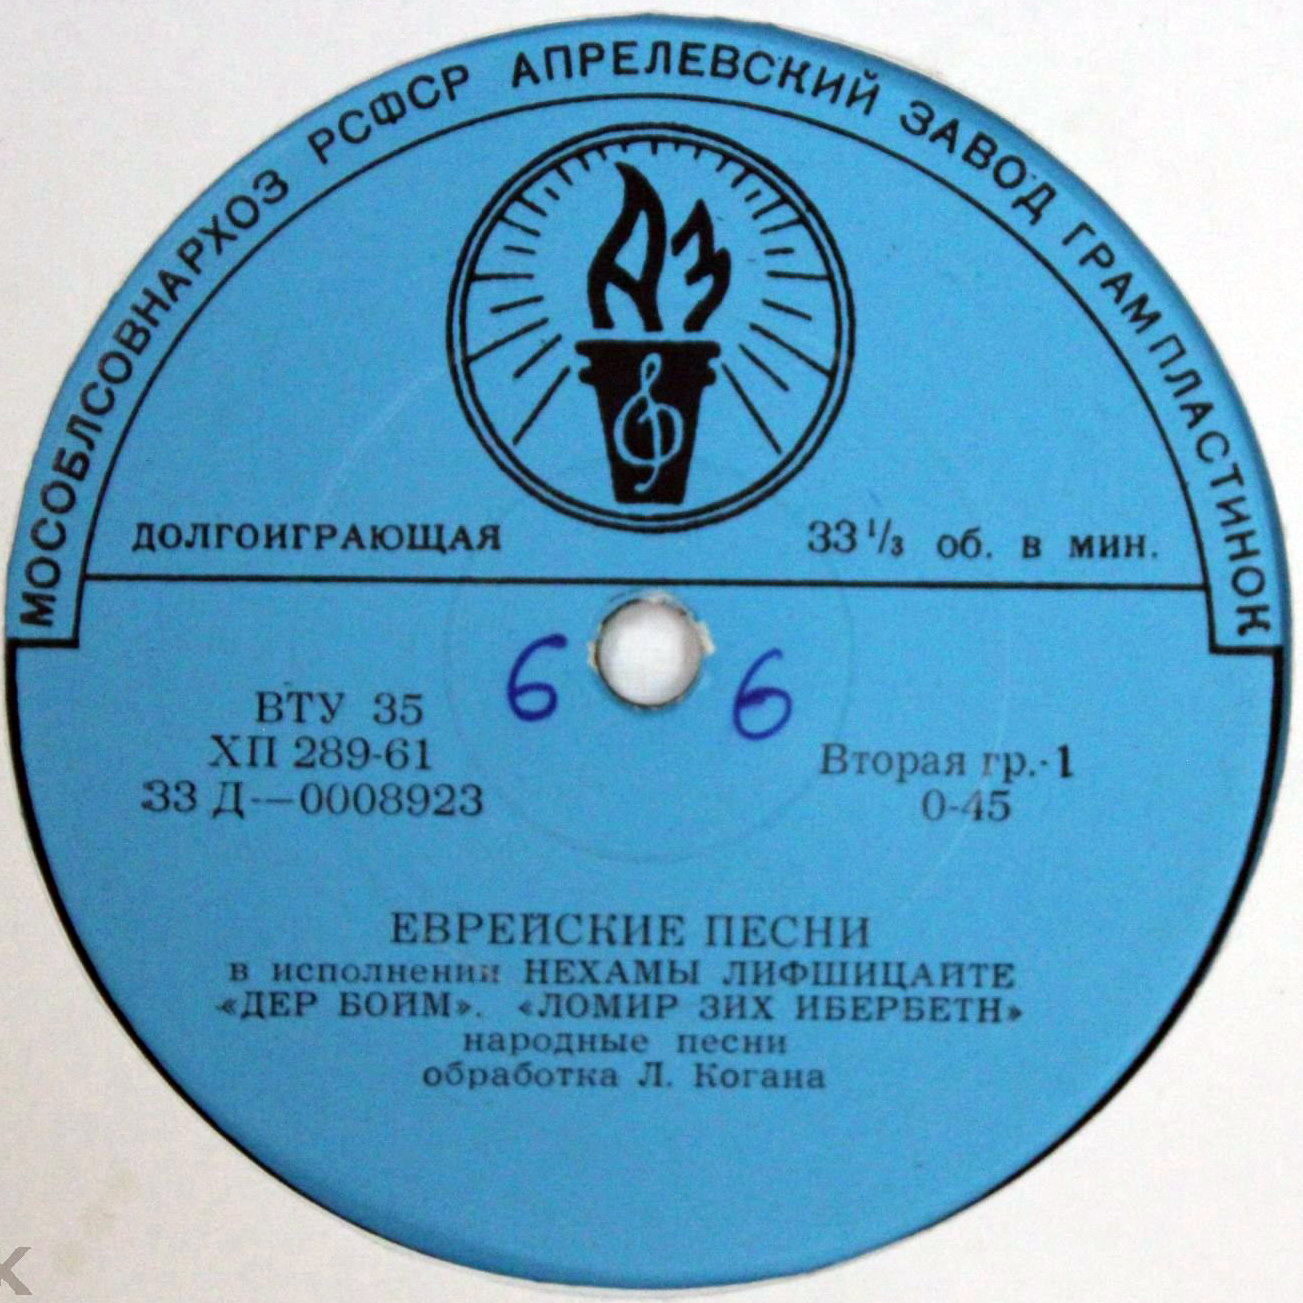 МОСОБЛСОВНАРХОЗ РСФСР АПРЕЛЕВСКИЙ ЗАВОД ГРАМПЛАСТИНОК
АЗ
ДОЛГОИГРАЮЩАЯ 33 1/3 об. в мин.
6 6
ВТУ 35
ХП 289-61
33 Д—0008923
Вторая гр.-1
0-45
ЕВРЕЙСКИЕ ПЕСНИ
в исполнении НЕХАМЫ ЛИФШИЦАЙТЕ
«ДЕР БОЙМ». «ЛОМИР ЗИХ ИБЕРБЕТН»
народные песни
обработка Л. Когана